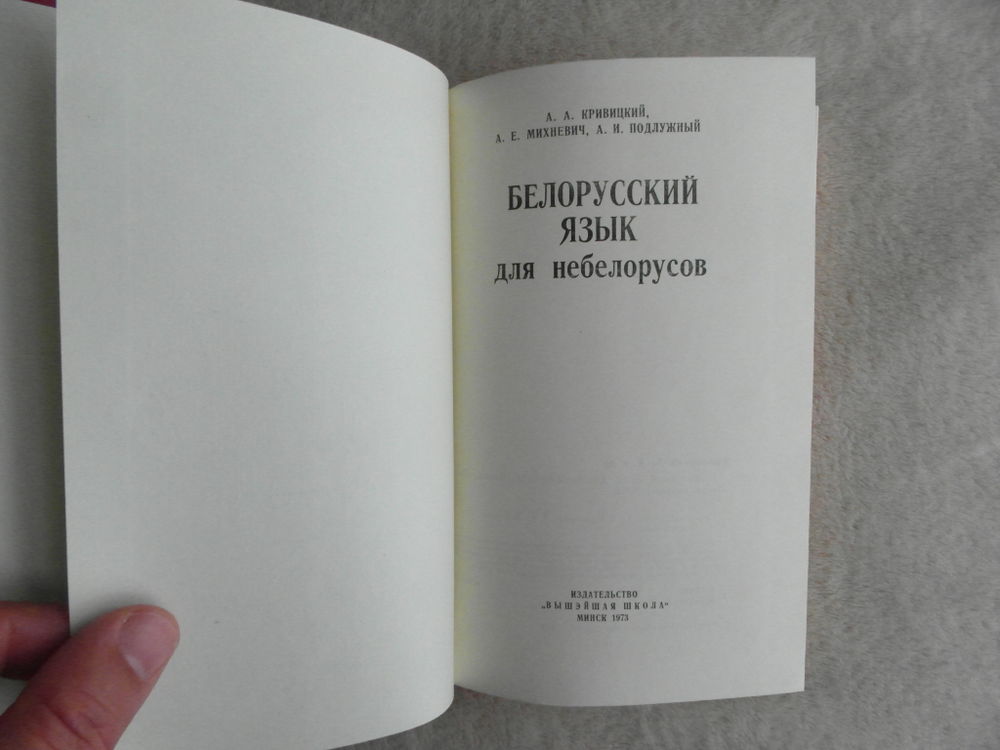 А. А. КРИВИЦКИЙ,
А. Е. МИХНЕВИЧ, А. И. ПОДЛУЖНЫЙ
БЕЛОРУССКИЙ
ЯЗЫК
для небелорусов
ИЗДАТЕЛЬСТВО
„ВЫШЭЙШАЯ ШКОЛА“
МИНСК 1973